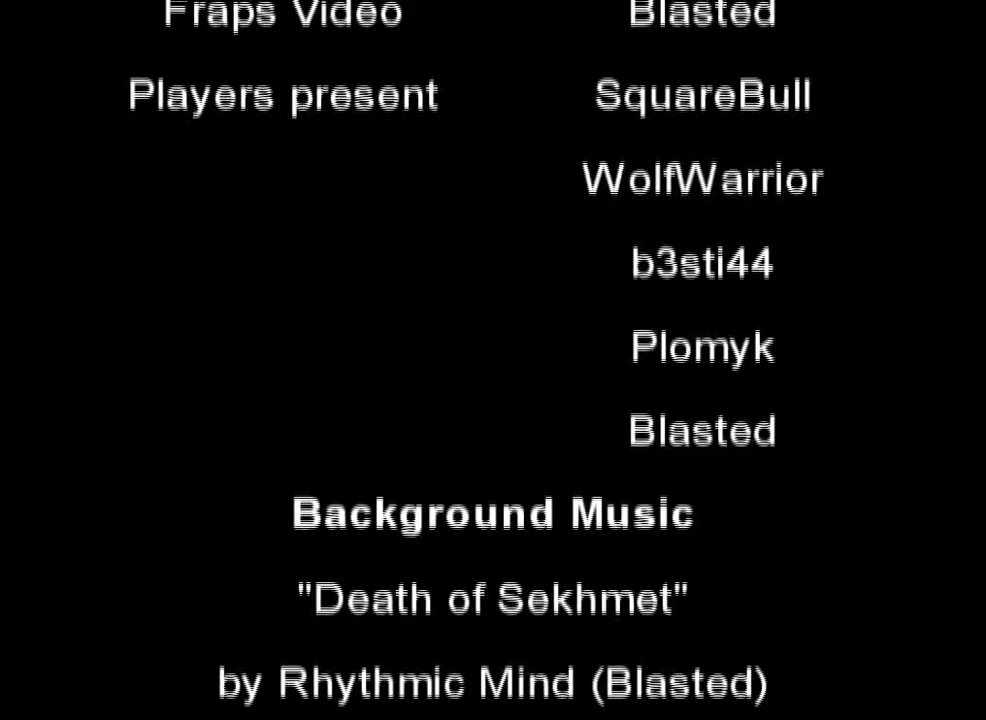 Fraps Video Blasted
Players present SquareBull
WolfWarrior
b3sti44
Plomyk
Blasted
Background Music
"Death of Sekhmet"
by Rhythmic Mind (Blasted)